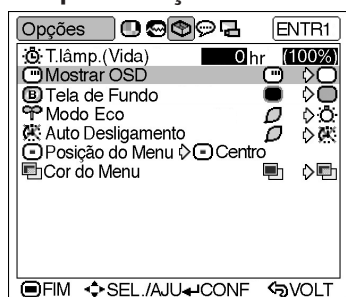 Opções ENTR1
T.lâmp.(Vida) 0 hr (100%)
Mostrar OSD
B Tela de Fundo
Modo Eco
Auto Desligamento
Posição do Menu Centro
Cor do Menu
FIM SEL./AJU CONF VOLT